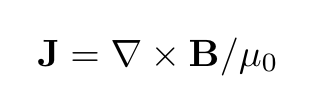 𝐉 = ∇ × 𝐁/μ₀